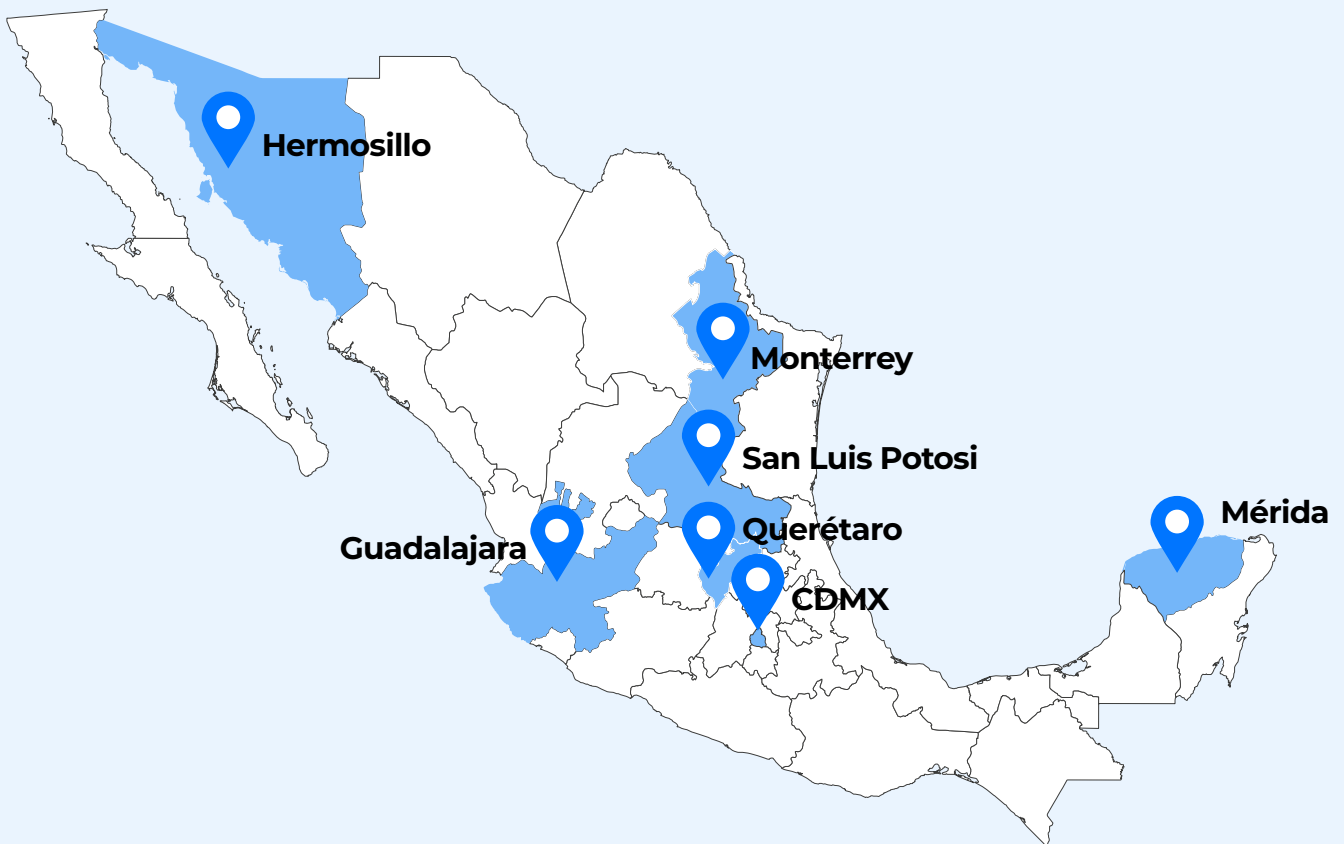 Hermosillo
Monterrey
San Luis Potosi
Mérida
Querétaro
Guadalajara
CDMX